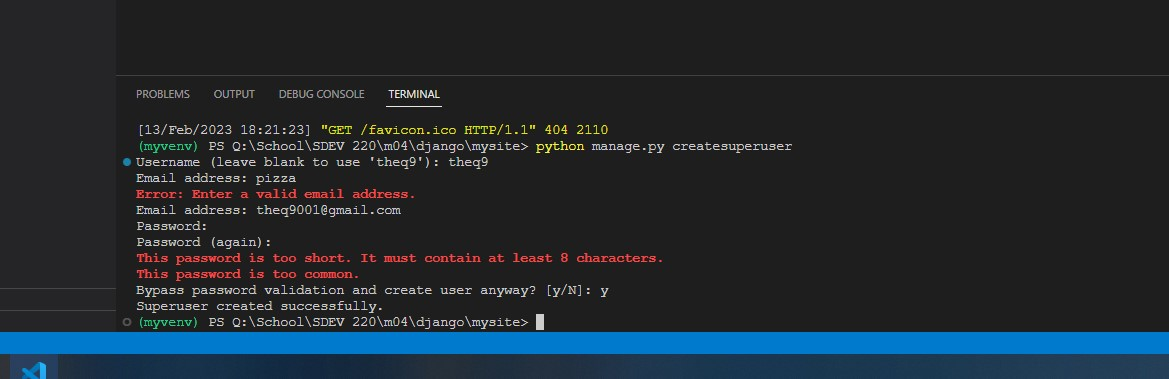 PROBLEMS OUTPUT DEBUG CONSOLE TERMINAL
[13/Feb/2023 18:21:23] "GET /favicon.ico HTTP/1.1" 404 2110
(myvenv) PS Q:\School\SDEV 220\m04\django\mysite> python manage.py createsuperuser
Username (leave blank to use 'theq9'): theq9
Email address: pizza
Error: Enter a valid email address.
Email address: theq9001@gmail.com
Password:
Password (again):
This password is too short. It must contain at least 8 characters.
This password is too common.
Bypass password validation and create user anyway? [y/N]: y
Superuser created successfully.
(myvenv) PS Q:\School\SDEV 220\m04\django\mysite>